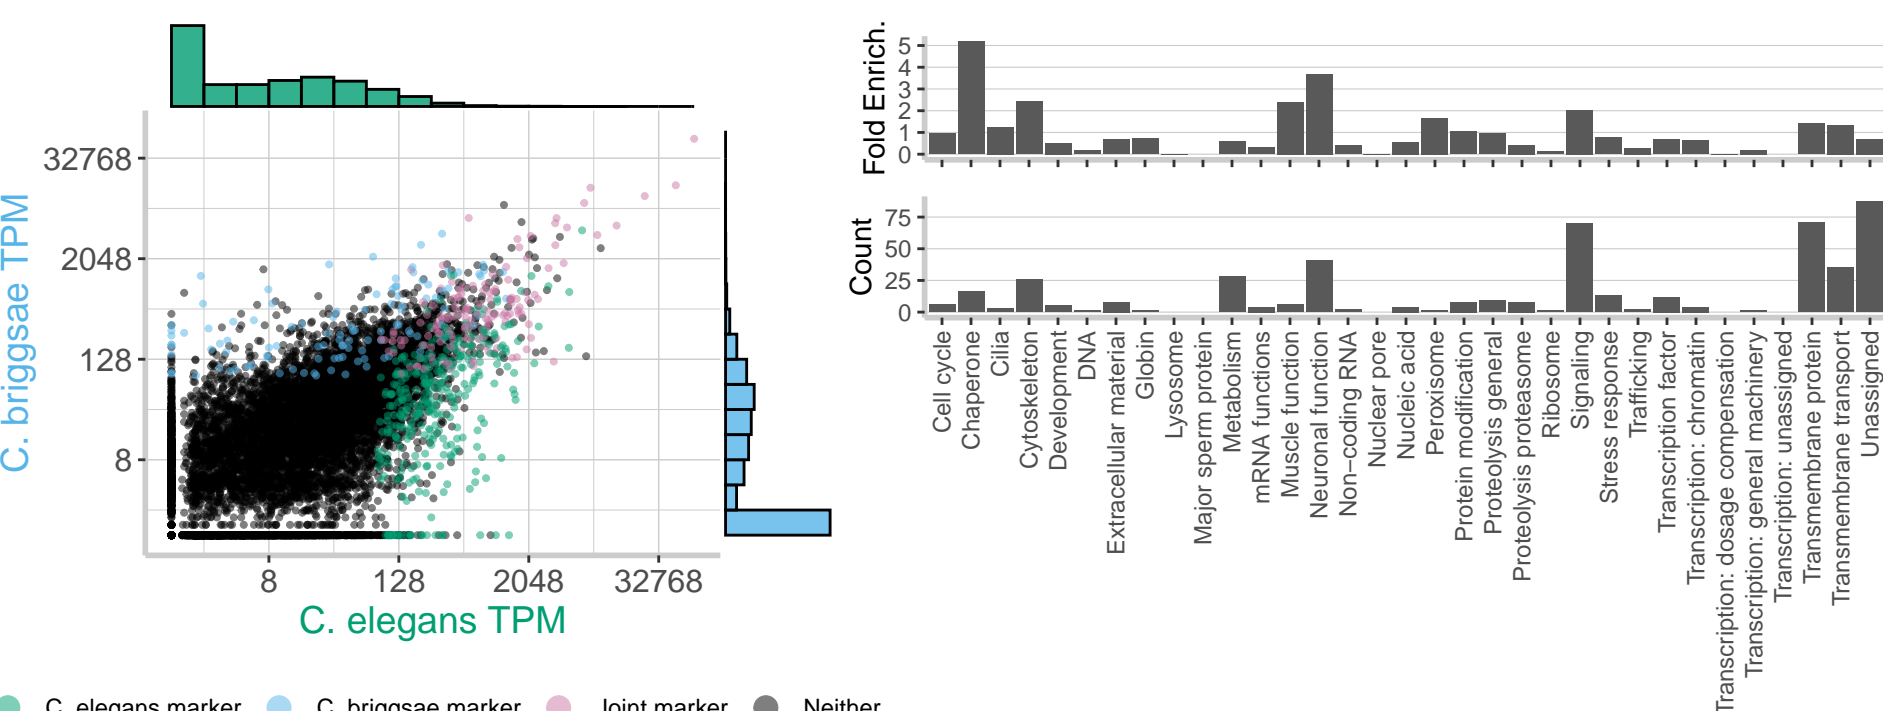 32768
2048
128
8
C. briggsae TPM
8 128 2048 32768
C. elegans TPM
C. elegans marker C. briggsae marker Joint marker Neither
Fold Enrich.
5
4
3
2
1
0
Count
75
50
25
0
Cell cycle
Chaperone
Cilia
Cytoskeleton
Development
DNA
Extracellular material
Globin
Lysosome
Major sperm protein
Metabolism
mRNA functions
Muscle function
Neuronal function
Non−coding RNA
Nuclear pore
Nucleic acid
Peroxisome
Protein modification
Proteolysis general
Proteolysis proteasome
Ribosome
Signaling
Stress response
Trafficking
Transcription factor
Transcription: chromatin
Transcription: dosage compensation
Transcription: general machinery
Transcription: unassigned
Transmembrane protein
Transmembrane transport
Unassigned